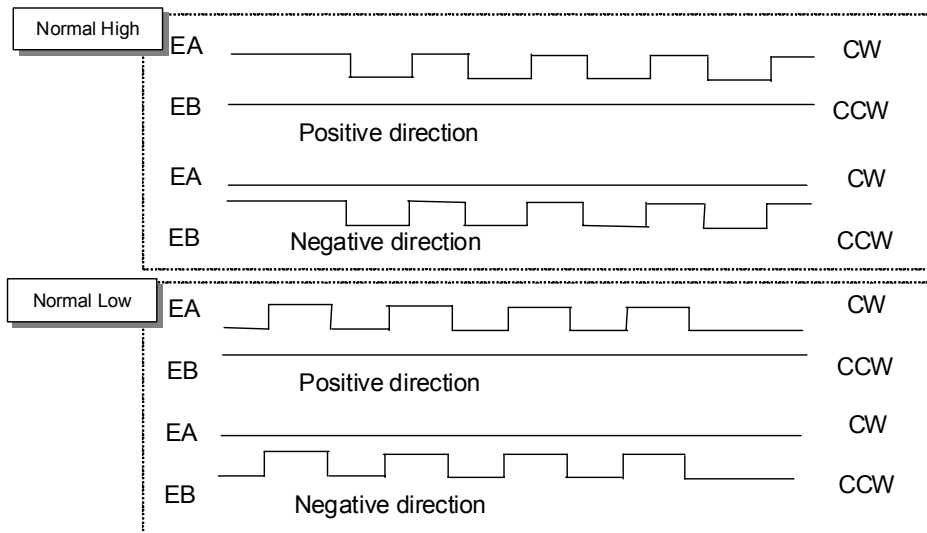 Normal High
EA CW
EB CCW
Positive direction
EA CW
EB CCW
Negative direction
Normal Low
EA CW
EB CCW
Positive direction
EA CW
EB CCW
Negative direction